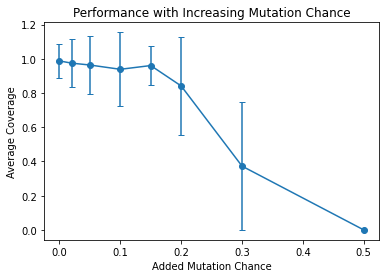 Performance with Increasing Mutation Chance
Average Coverage
1.2
1.0
0.8
0.6
0.4
0.2
0.0
0.0 0.1 0.2 0.3 0.4 0.5
Added Mutation Chance